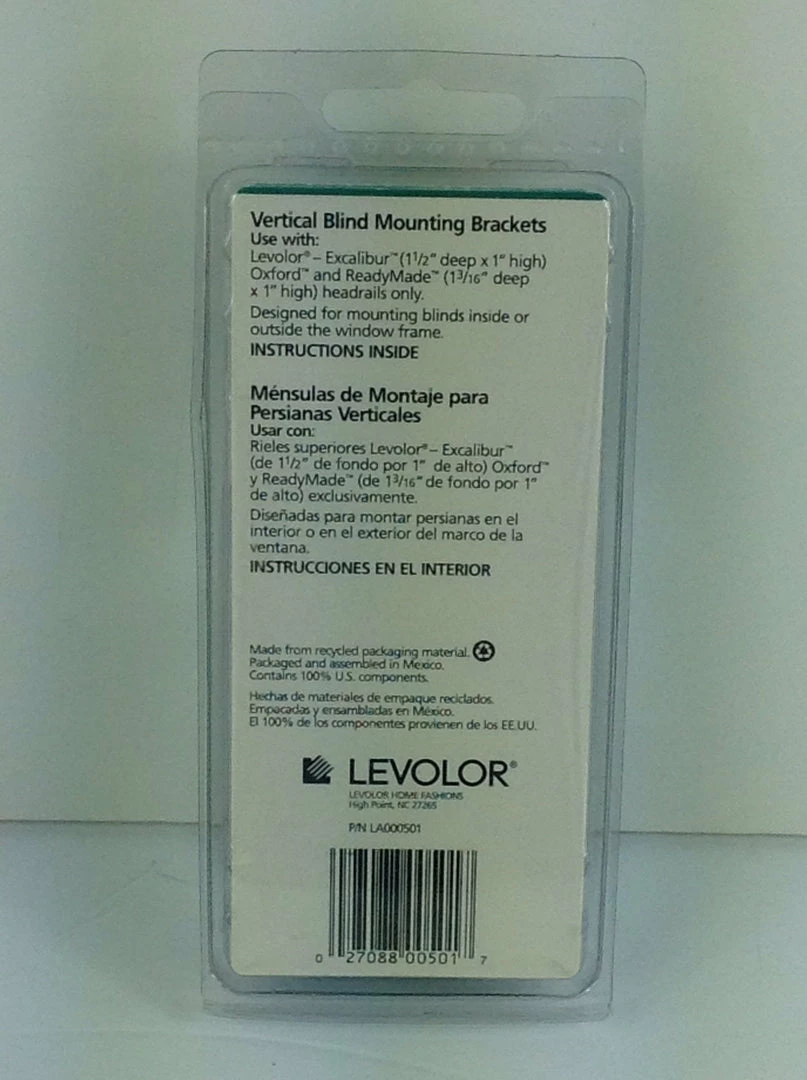 Vertical Blind Mounting Brackets
Use with:
Levolor® – Excalibur™ (1 1/2" deep x 1" high)
Oxford™ and ReadyMade™ (1 3/16" deep
x 1" high) headrails only.
Designed for mounting blinds inside or
outside the window frame.
INSTRUCTIONS INSIDE
Ménsulas de Montaje para
Persianas Verticales
Usar con:
Rieles superiores Levolor® – Excalibur™
(de 1 1/2" de fondo por 1" de alto) Oxford™
y ReadyMade™ (de 1 3/16" de fondo por 1"
de alto) exclusivamente.
Diseñadas para montar persianas en el
interior o en el exterior del marco de la
ventana.
INSTRUCCIONES EN EL INTERIOR
Made from recycled packaging material.
Packaged and assembled in Mexico.
Contains 100% U.S. components.
Hechas de materiales de empaque reciclados.
Empacadas y ensambladas en México.
El 100% de los componentes provienen de los EE.UU.
LEVOLOR®
LEVOLOR HOME FASHIONS
High Point, NC 27265
P/N LA000501
0 27088 00501 7